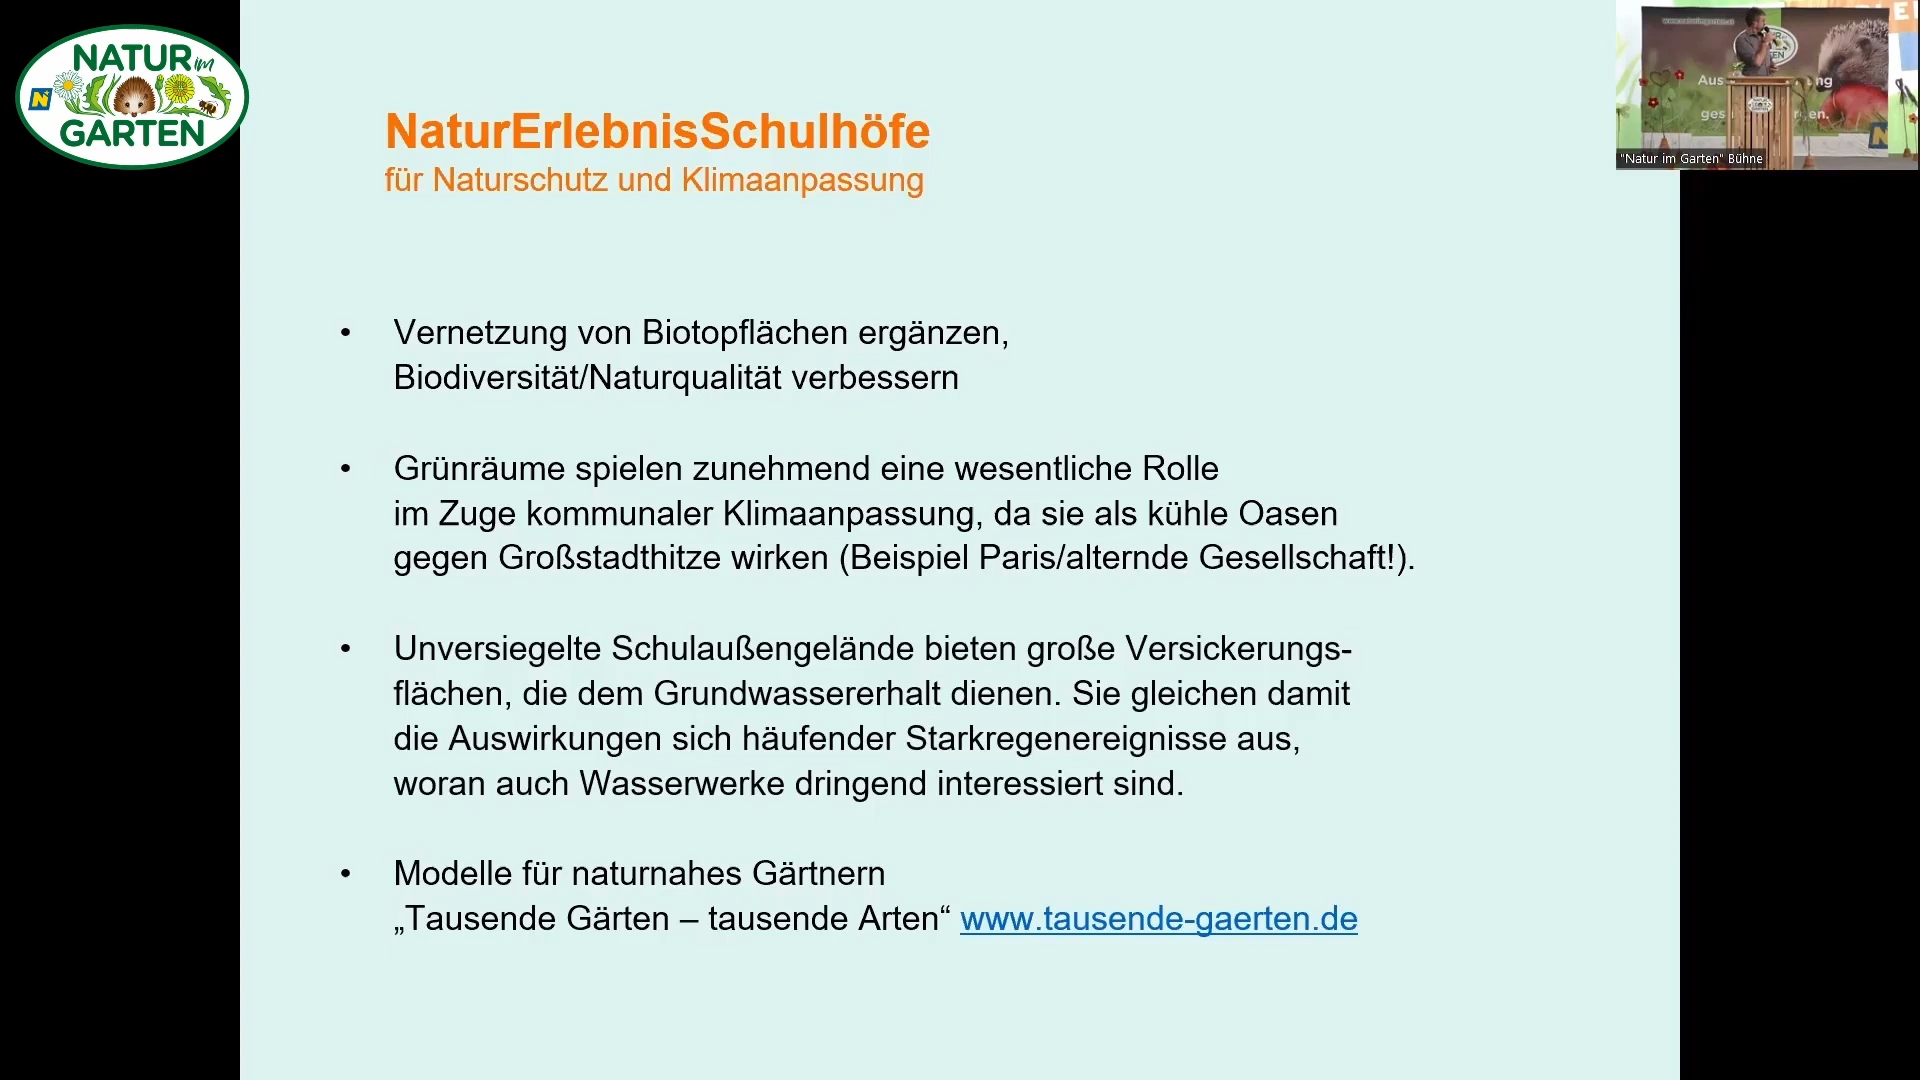 NATUR im
GARTEN
N
NaturErlebnisSchulhöfe
für Naturschutz und Klimaanpassung
• Vernetzung von Biotopflächen ergänzen,
Biodiversität/Naturqualität verbessern
• Grünräume spielen zunehmend eine wesentliche Rolle
im Zuge kommunaler Klimaanpassung, da sie als kühle Oasen
gegen Großstadthitze wirken (Beispiel Paris/alternde Gesellschaft!).
• Unversiegelte Schulaußengelände bieten große Versickerungs-
flächen, die dem Grundwassererhalt dienen. Sie gleichen damit
die Auswirkungen sich häufender Starkregenereignisse aus,
woran auch Wasserwerke dringend interessiert sind.
• Modelle für naturnahes Gärtnern
„Tausende Gärten – tausende Arten“ www.tausende-gaerten.de
"Natur im Garten" Bühne